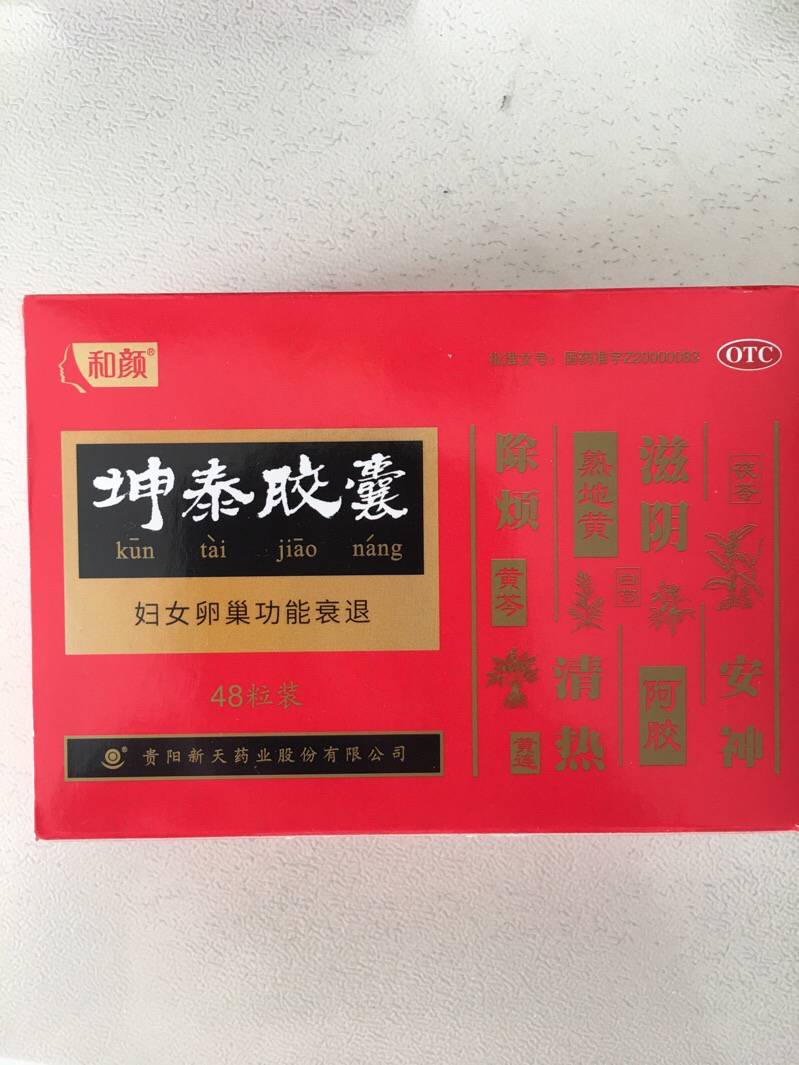 和颜®
批准文号：国药准字Z20000083
OTC
坤泰胶囊
kūn tài jiāo náng
妇女卵巢功能衰退
48粒装
贵阳新天药业股份有限公司
滋阴
清热
安神
除烦
熟地黄
黄连
白芍
黄芩
阿胶
茯苓